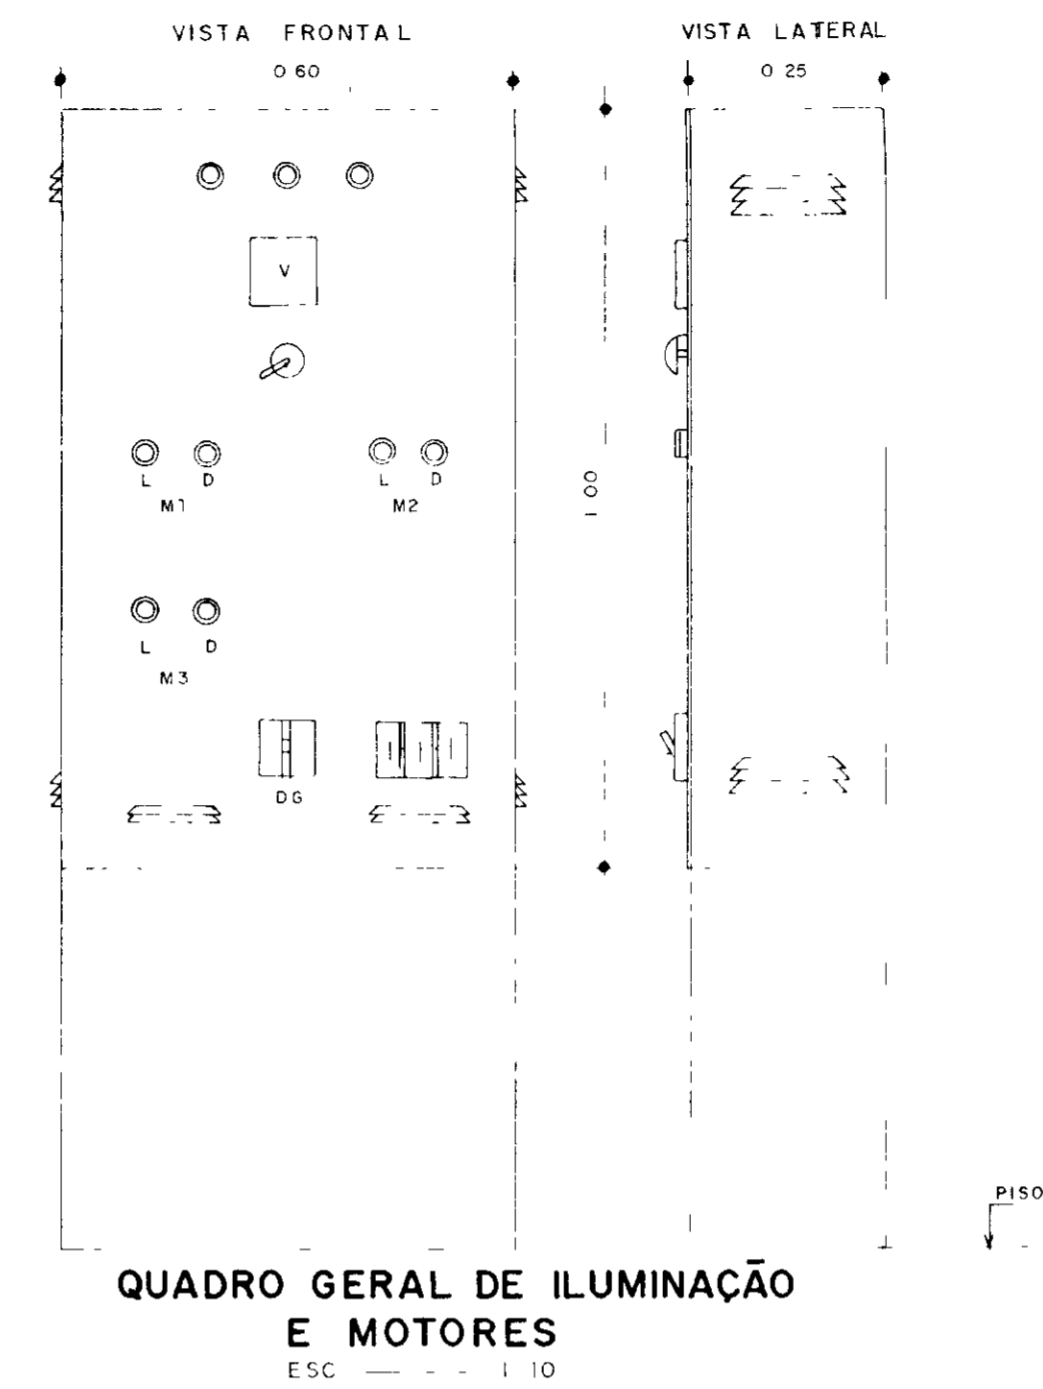 VISTA FRONTAL
VISTA LATERAL
0 60
0 25
V
L D
L D
M1
M2
1 00
L D
M3
DG
PISO
QUADRO GERAL DE ILUMINAÇÃO
E MOTORES
ESC — - - 1 10